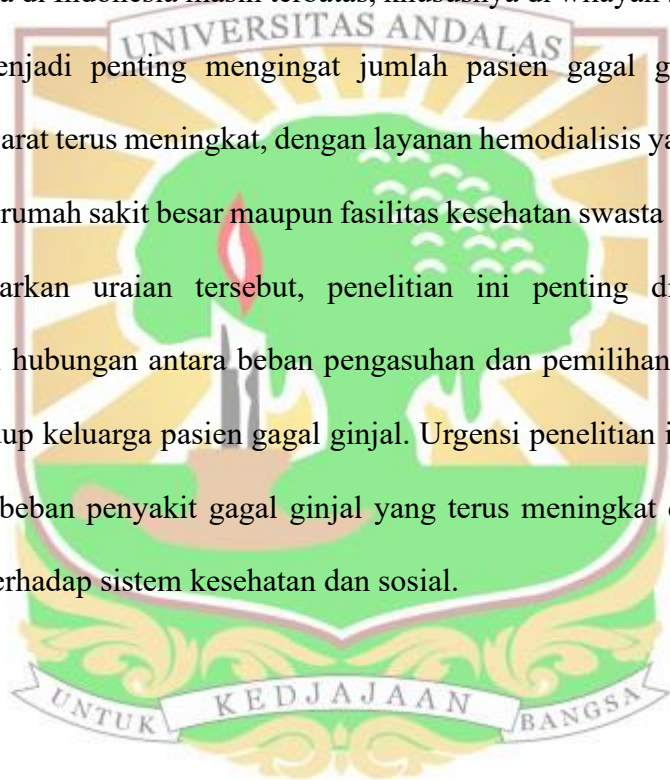 di Indonesia masih terbatas, khususnya di wilayah
UNIVERSITAS ANDALAS
enjadi penting mengingat jumlah pasien gagal g
arat terus meningkat, dengan layanan hemodialisis ya
rumah sakit besar maupun fasilitas kesehatan swasta
arkan uraian tersebut, penelitian ini penting di
hubungan antara beban pengasuhan dan pemilihan
up keluarga pasien gagal ginjal. Urgensi penelitian i
beban penyakit gagal ginjal yang terus meningkat
erhadap sistem kesehatan dan sosial.
UNTUK KEDJAJAAN BANGSA